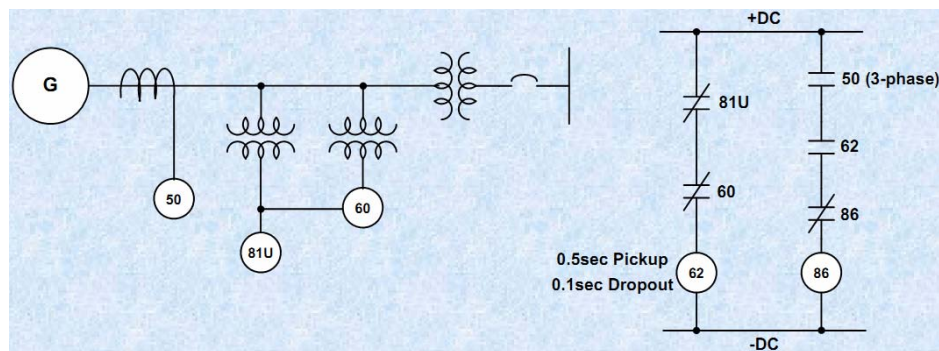 G
50
60
81U
+DC
81U
60
0.5sec Pickup
0.1sec Dropout
62
50 (3-phase)
62
86
86
-DC